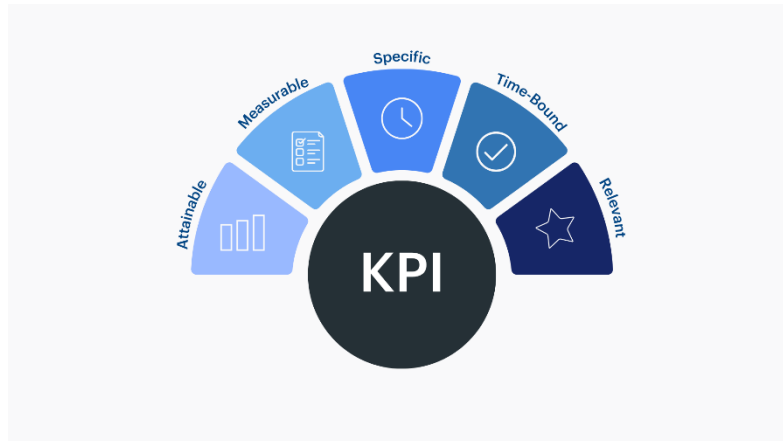 Attainable
Measurable
Specific
Time-Bound
Relevant
KPI